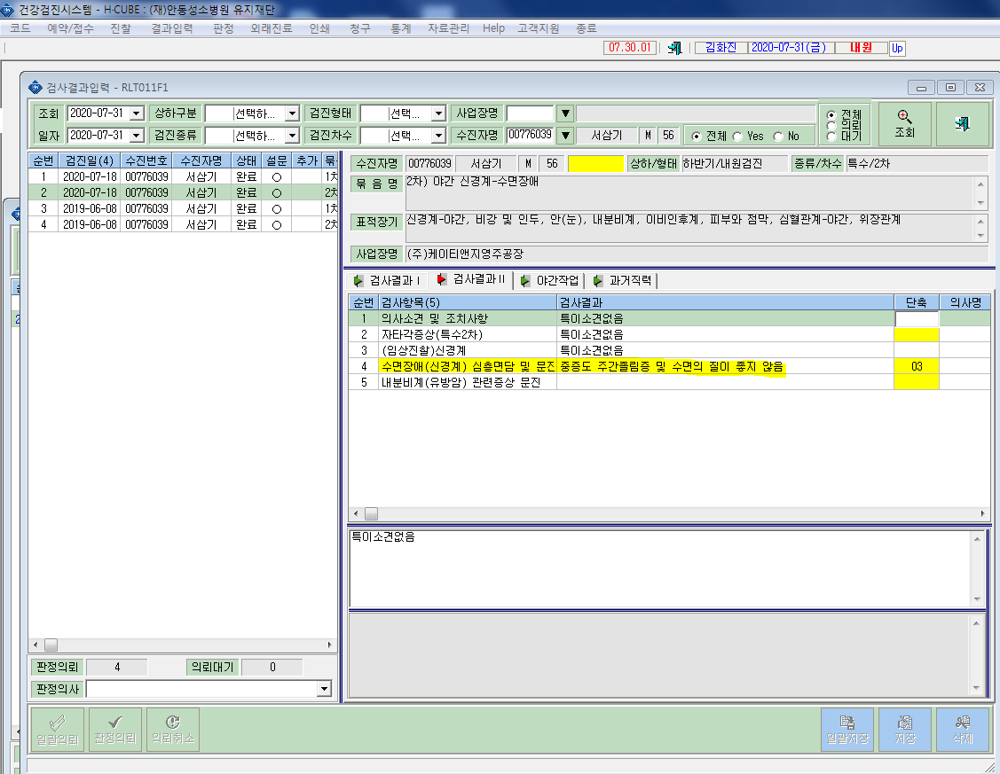 건강검진시스템 - H-CUBE : (재)안동성소병원 유지재단
코드 예약/접수 진찰 결과입력 판정 외래진료 인쇄 청구 통계 자료관리 Help 고객지원 종료
07.30.01 김화진 2020-07-31(금) 내원 Up
검사결과입력 - RLT011F1
조회 2020-07-31 상하구분 선택하... 검진형태 선택... 사업장명 전체 의뢰 대기 조회
일자 2020-07-31 검진종류 선택하... 검진차수 선택... 수진자명 00776039 서삼기 M 56 전체 Yes No
순번 검진일(4) 수진번호 수진자명 상태 설문 추가 묶
1 2020-07-18 00776039 서삼기 완료 ○ 1차
2 2020-07-18 00776039 서삼기 완료 ○ 2차
3 2019-06-08 00776039 서삼기 완료 ○ 1차
4 2019-06-08 00776039 서삼기 완료 ○ 2차
수진자명 00776039 서삼기 M 56 상하/형태 하반기/내원검진 종류/차수 특수/2차
묶 음 명 2차) 야간 신경계-수면장애
표적장기 신경계-야간, 비강 및 인두, 안(눈), 내분비계, 이비인후계, 피부와 점막, 심혈관계-야간, 위장관계
사업장명 (주)케이티앤지영주공장
검사결과 I 검사결과 II 야간작업 과거직력
순번 검사항목(5) 검사결과 단축 의사명
1 의사소견 및 조치사항 특이소견없음
2 자타각증상(특수2차) 특이소견없음
3 (임상진찰)신경계 특이소견없음
4 수면장애(신경계) 심층면담 및 문진 중증도 주간졸림증 및 수면의 질이 좋지 않음 03
5 내분비계(유방암) 관련증상 문진
특이소견없음
판정의뢰 4 의뢰대기 0
판정의사
일괄의뢰 판정의뢰 의뢰취소 일괄저장 저장 삭제